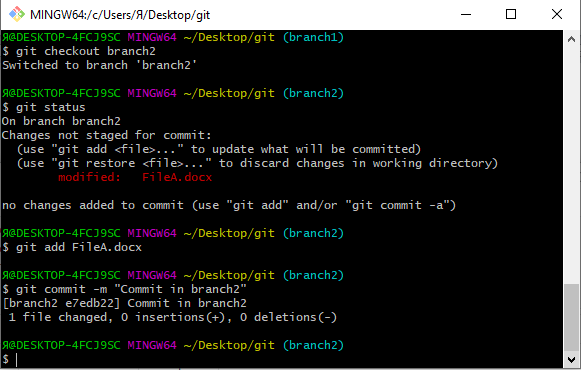 MINGW64:/c/Users/Я/Desktop/git
Я@DESKTOP-4FCJ9SC MINGW64 ~/Desktop/git (branch1)
$ git checkout branch2
Switched to branch 'branch2'
Я@DESKTOP-4FCJ9SC MINGW64 ~/Desktop/git (branch2)
$ git status
On branch branch2
Changes not staged for commit:
  (use "git add <file>..." to update what will be committed)
  (use "git restore <file>..." to discard changes in working directory)
        modified:   FileA.docx
no changes added to commit (use "git add" and/or "git commit -a")
Я@DESKTOP-4FCJ9SC MINGW64 ~/Desktop/git (branch2)
$ git add FileA.docx
Я@DESKTOP-4FCJ9SC MINGW64 ~/Desktop/git (branch2)
$ git commit -m "Commit in branch2"
[branch2 e7edb22] Commit in branch2
 1 file changed, 0 insertions(+), 0 deletions(-)
Я@DESKTOP-4FCJ9SC MINGW64 ~/Desktop/git (branch2)
$